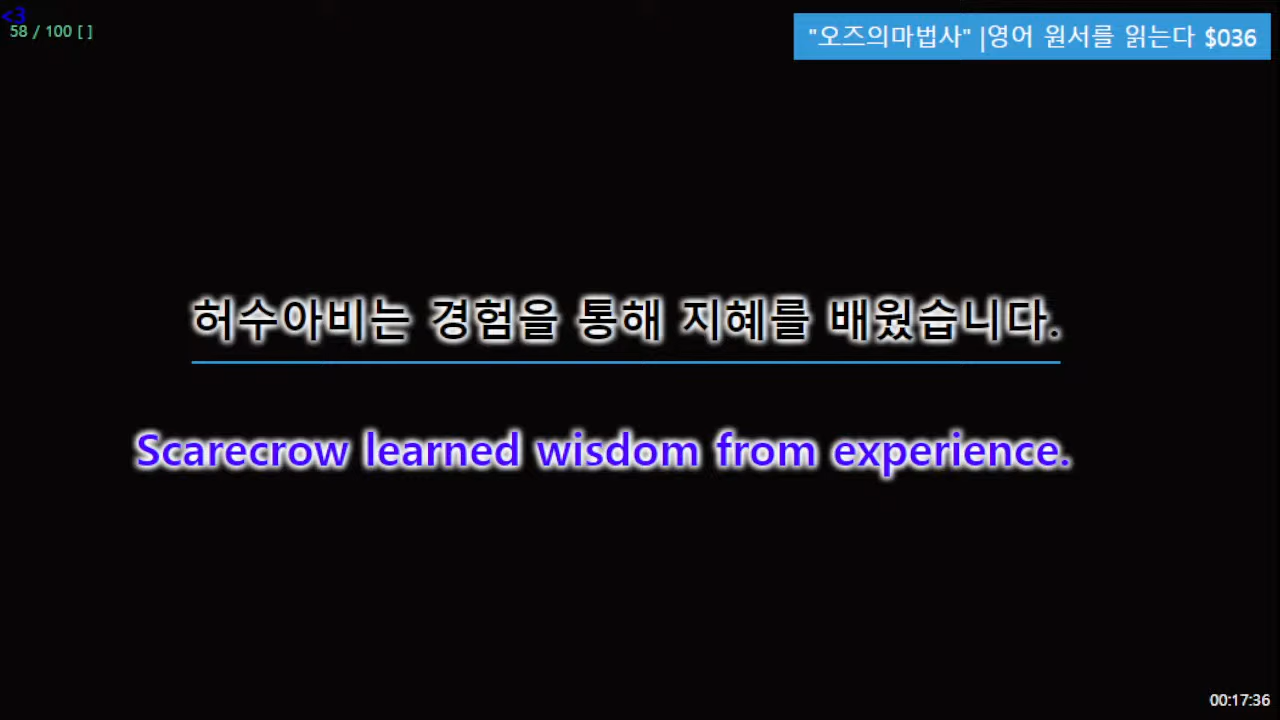 <3
58 / 100 [ ]
"오즈의마법사" |영어 원서를 읽는다 $036
허수아비는 경험을 통해 지혜를 배웠습니다.
Scarecrow learned wisdom from experience.
00:17:36